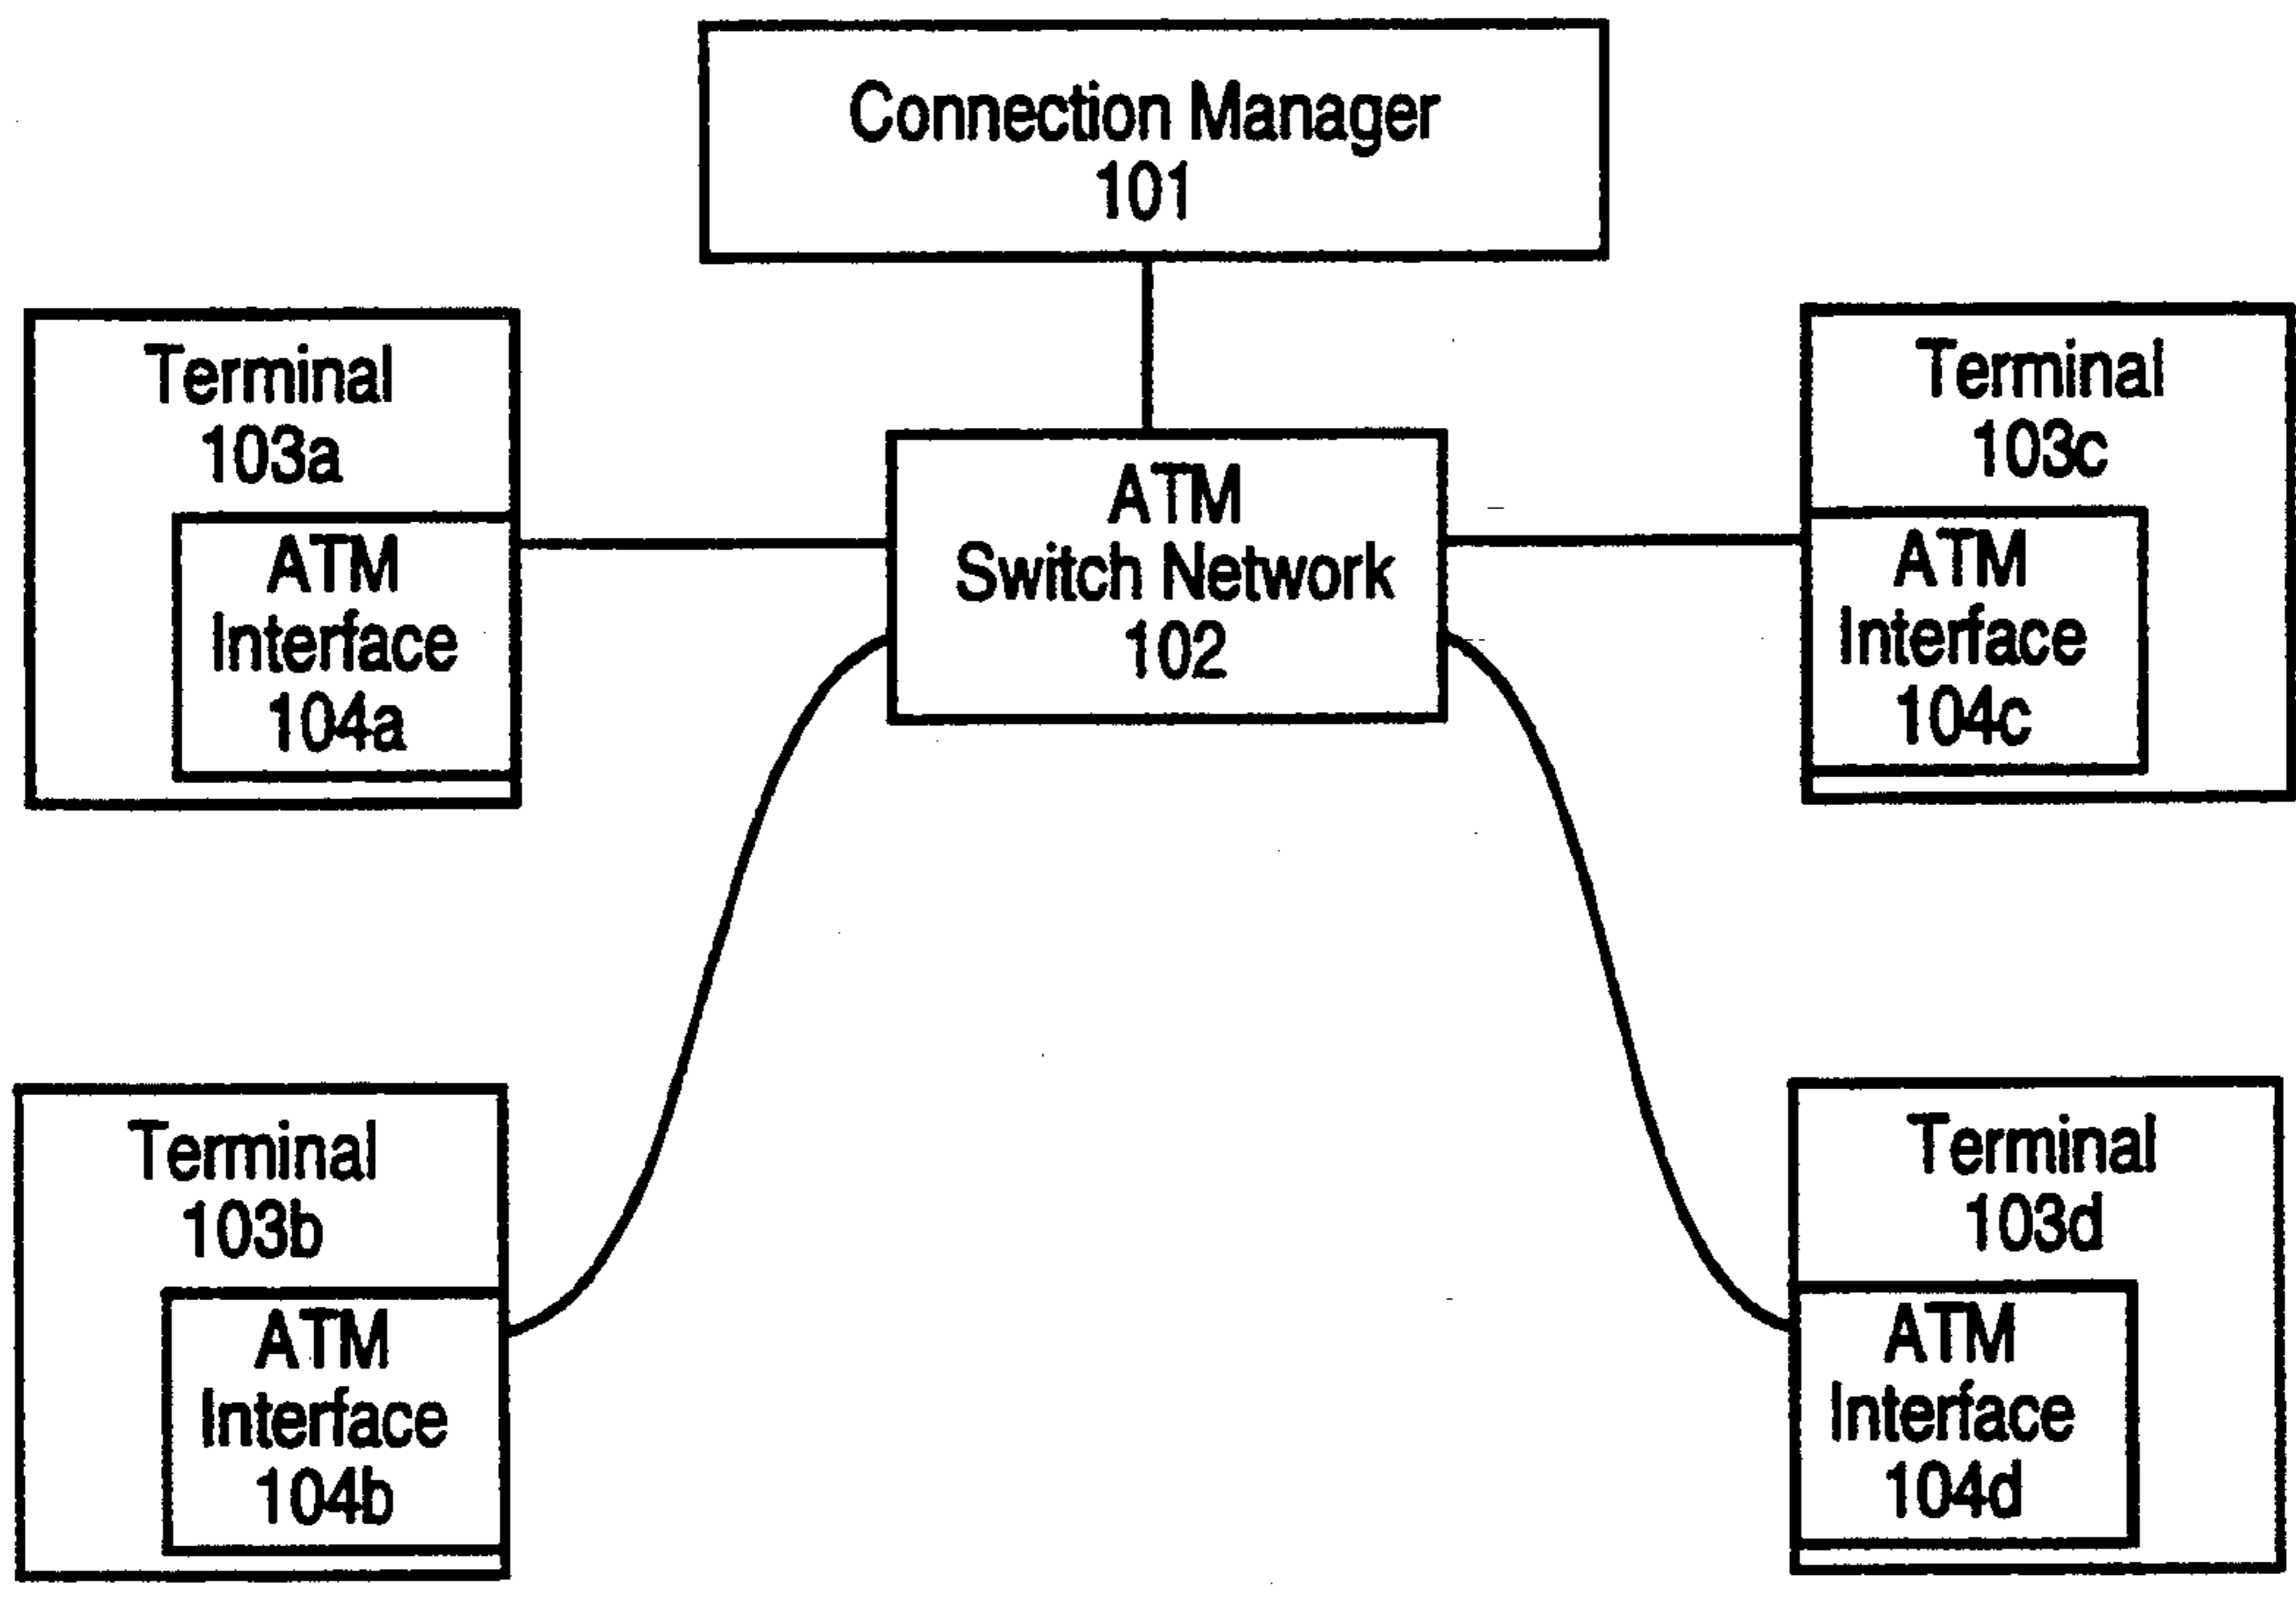 Connection Manager
101
Terminal
103a
ATM
Interface
104a
ATM
Switch Network
102
Terminal
103c
ATM
Interface
104c
Terminal
103b
ATM
Interface
104b
Terminal
103d
ATM
Interface
104d